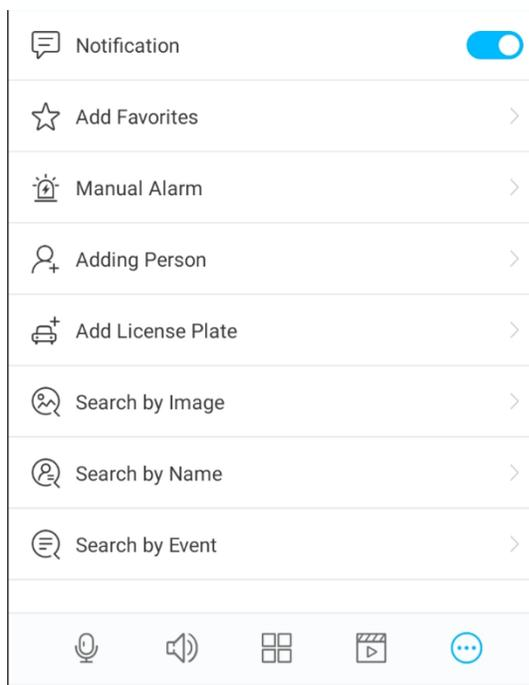 Notification
Add Favorites
Manual Alarm
Adding Person
Add License Plate
Search by Image
Search by Name
Search by Event